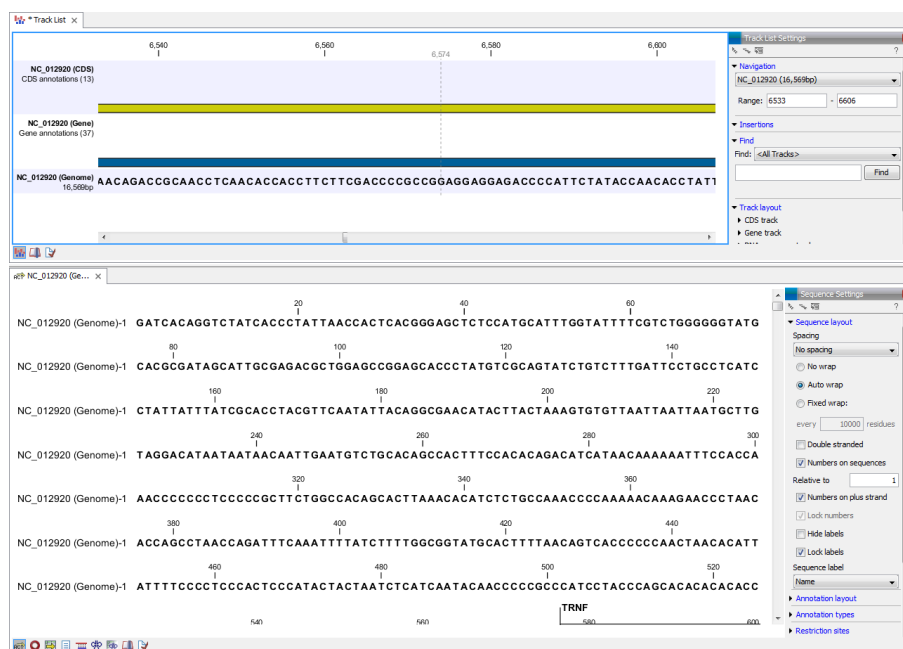 * Track List ×
6,540 6,560 6,574 6,580 6,600
NC_012920 (CDS)
CDS annotations (13)
NC_012920 (Gene)
Gene annotations (37)
NC_012920 (Genome)
16,569bp
AACAGACCGCAACCTCAACACCACCTTCTTCGACCCCGCCGGAGGAGGAGACCCCATTCTATACCAACACCTATT
Track List Settings
?
Navigation
NC_012920 (16,569bp)
Range: 6533 - 6606
Insertions
Find
Find: <All Tracks>
Find
Track layout
CDS track
Gene track
NC_012920 (Ge... ×
20 40 60
NC_012920 (Genome)-1 GATCACAGGTCTATCACCCTATTAACCACTCACGGGAGCTCTCCATGCATTTGGTATTTTCGTCTGGGGGGTATG
80 100 120 140
NC_012920 (Genome)-1 CACGCGATAGCATTGCGAGACGCTGGAGCCGGAGCACCCTATGTCGCAGTATCTGTCTTTGATTCCTGCCTCATC
160 180 200 220
NC_012920 (Genome)-1 CTATTATTTATCGCACCTACGTTCAATATTACAGGCGAACATACTTACTAAAGTGTGTTAATTAATTAATGCTTG
240 260 280 300
NC_012920 (Genome)-1 TAGGACATAATAATAACAATTGAATGTCTGCACAGCCACTTTCCACACAGACATCATAACAAAAAATTTCCACCA
320 340 360
NC_012920 (Genome)-1 AACCCCCCCTCCCCCGCTTCTGGCCACAGCACTTAAACACATCTCTGCCAAACCCCAAAAACAAAGAACCCTAAC
380 400 420 440
NC_012920 (Genome)-1 ACCAGCCTAACCAGATTTCAAATTTTATCTTTTGGCGGTATGCACTTTTAACAGTCACCCCCCAACTAACACATT
460 480 500 520
NC_012920 (Genome)-1 ATTTTCCCCTCCCACTCCCATACTACTAATCTCATCAATACAACCCCCGCCCATCCTACCCAGCACACACACACC
TRNF
540 560 580 600
Sequence Settings
?
Sequence layout
Spacing
No spacing
No wrap
Auto wrap
Fixed wrap:
every 10000 residues
Double stranded
Numbers on sequences
Relative to 1
Numbers on plus strand
Lock numbers
Hide labels
Lock labels
Sequence label
Name
Annotation layout
Annotation types
Restriction sites